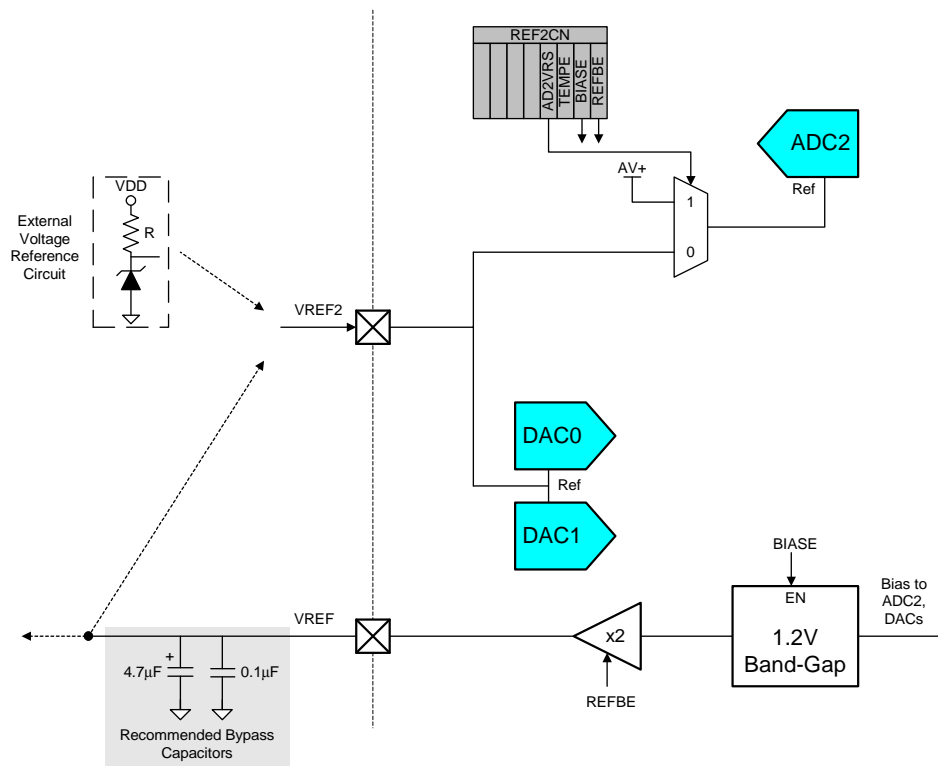 REF2CN
AD2VRS
TEMPE
BIASE
REFBE
ADC2
Ref
AV+
1
0
VDD
R
External
Voltage
Reference
Circuit
VREF2
DAC0
Ref
DAC1
BIASE
EN
1.2V
Band-Gap
Bias to
ADC2,
DACs
x2
REFBE
VREF
+
4.7µF
0.1µF
Recommended Bypass
Capacitors